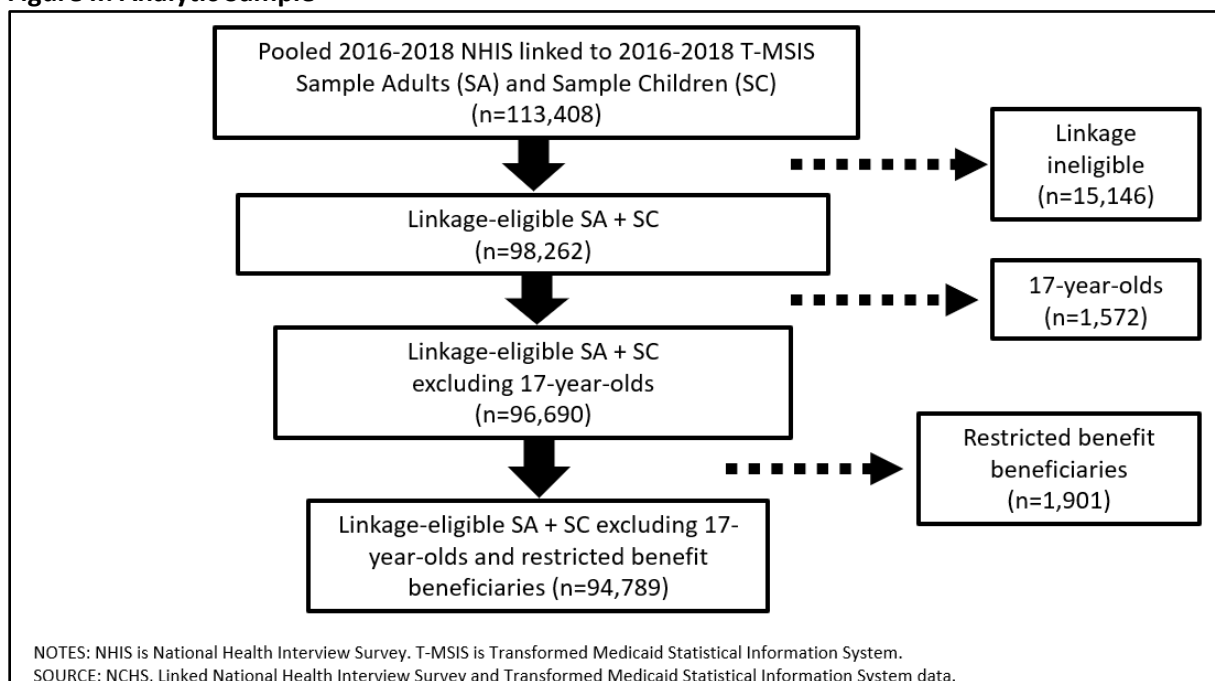 Pooled 2016-2018 NHIS linked to 2016-2018 T-MSIS
Sample Adults (SA) and Sample Children (SC)
(n=113,408)
Linkage
ineligible
(n=15,146)
Linkage-eligible SA + SC
(n=98,262)
17-year-olds
(n=1,572)
Linkage-eligible SA + SC
excluding 17-year-olds
(n=96,690)
Restricted benefit
beneficiaries
(n=1,901)
Linkage-eligible SA + SC excluding 17-
year-olds and restricted benefit
beneficiaries (n=94,789)
NOTES: NHIS is National Health Interview Survey. T-MSIS is Transformed Medicaid Statistical Information System.
SOURCE: NCHS, Linked National Health Interview Survey and Transformed Medicaid Statistical Information System data.